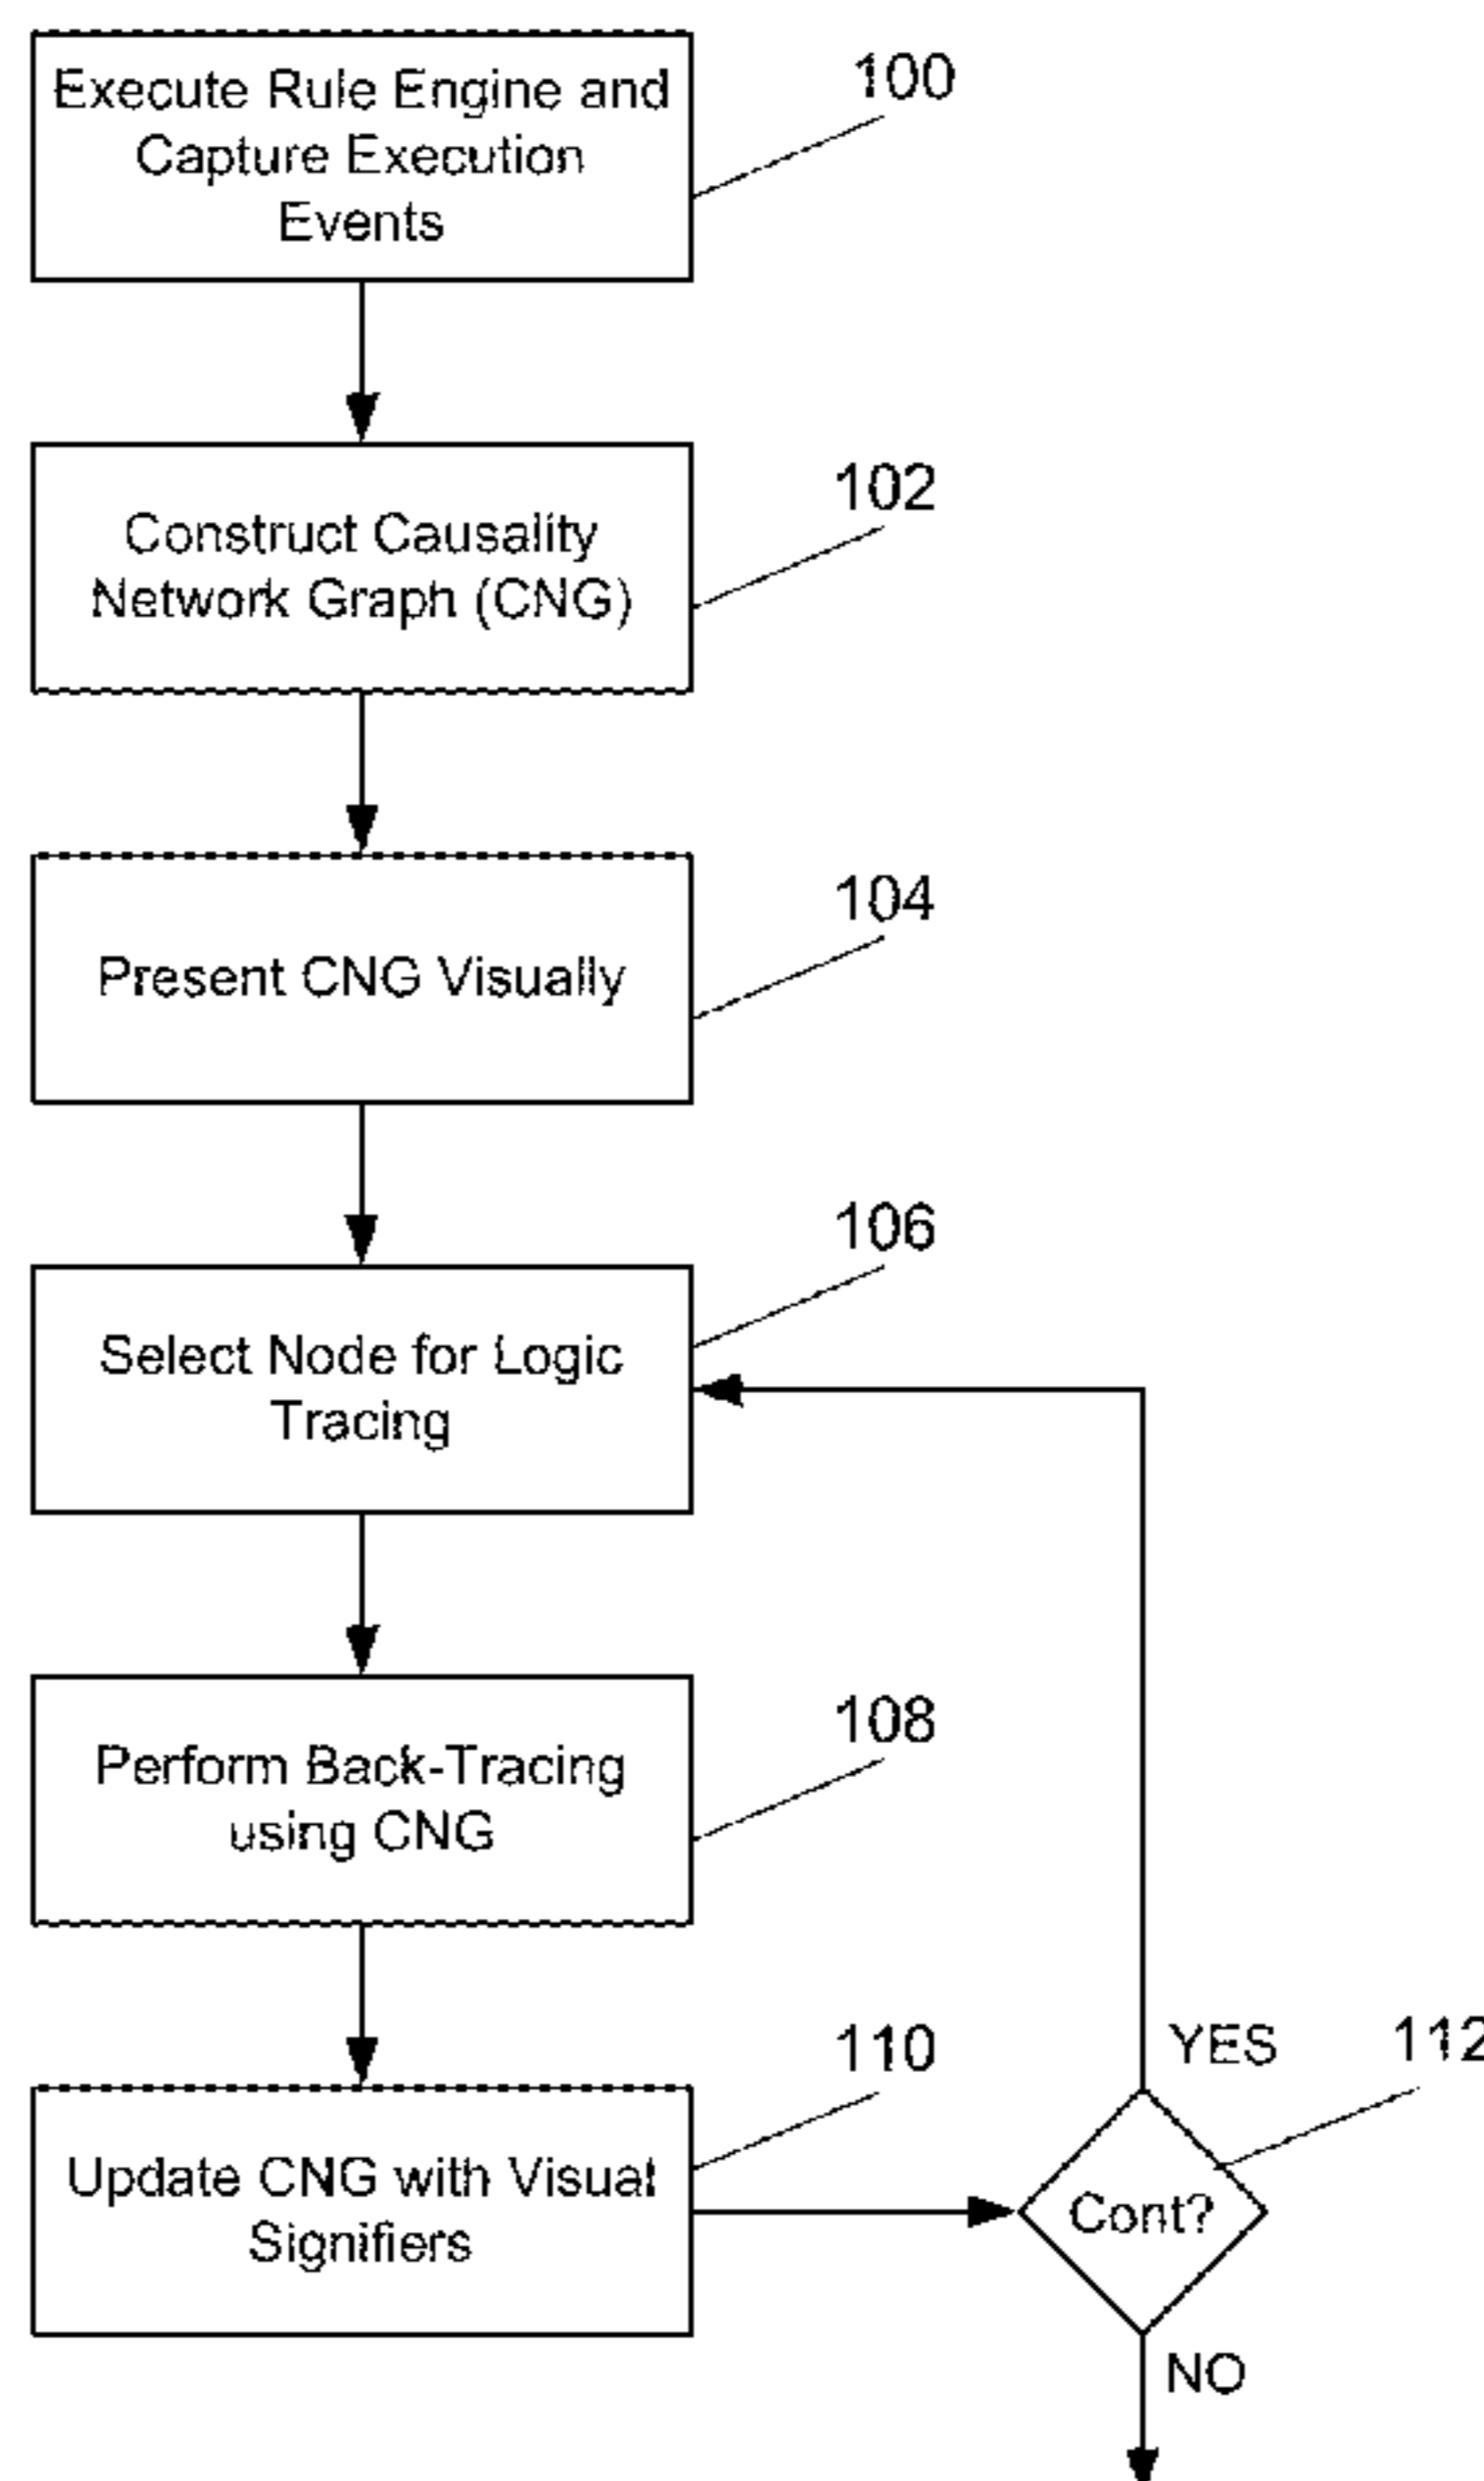 Execute Rule Engine and
Capture Execution
Events
100
Construct Causality
Network Graph (CNG)
102
Present CNG Visually
104
Select Node for Logic
Tracing
106
Perform Back-Tracing
using CNG
108
Update CNG with Visual
Signifiers
110
YES
112
Cont?
NO